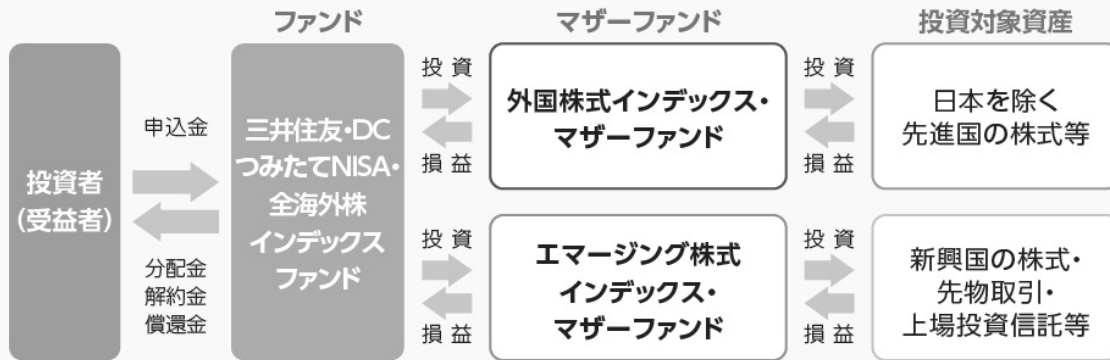 ファンド
マザーファンド
投資対象資産
投資者
(受益者)
申込金
分配金
解約金
償還金
三井住友・DC
つみたてNISA・
全海外株
インデックス
ファンド
投資
損益
外国株式インデックス・
マザーファンド
投資
損益
日本を除く
先進国の株式等
投資
損益
エマージング株式
インデックス・
マザーファンド
投資
損益
新興国の株式・
先物取引・
上場投資信託等